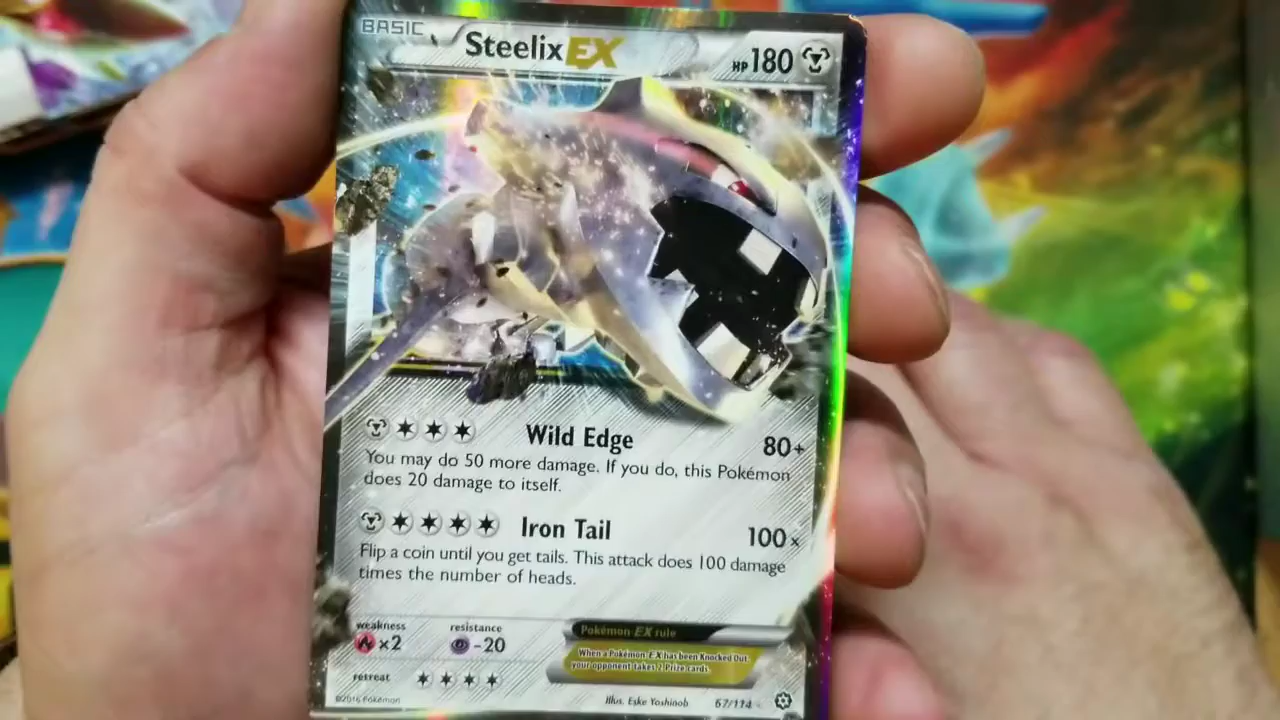 BASIC
Steelix EX
HP 180
Wild Edge 80+
You may do 50 more damage. If you do, this Pokémon
does 20 damage to itself.
Iron Tail 100x
Flip a coin until you get tails. This attack does 100 damage
times the number of heads.
weakness resistance
×2 -20
Pokémon EX rule
When a Pokémon-EX has been Knocked Out,
your opponent takes 2 Prize cards.
retreat
©2016 Pokémon
Illus. Eske Yoshinob
67/114